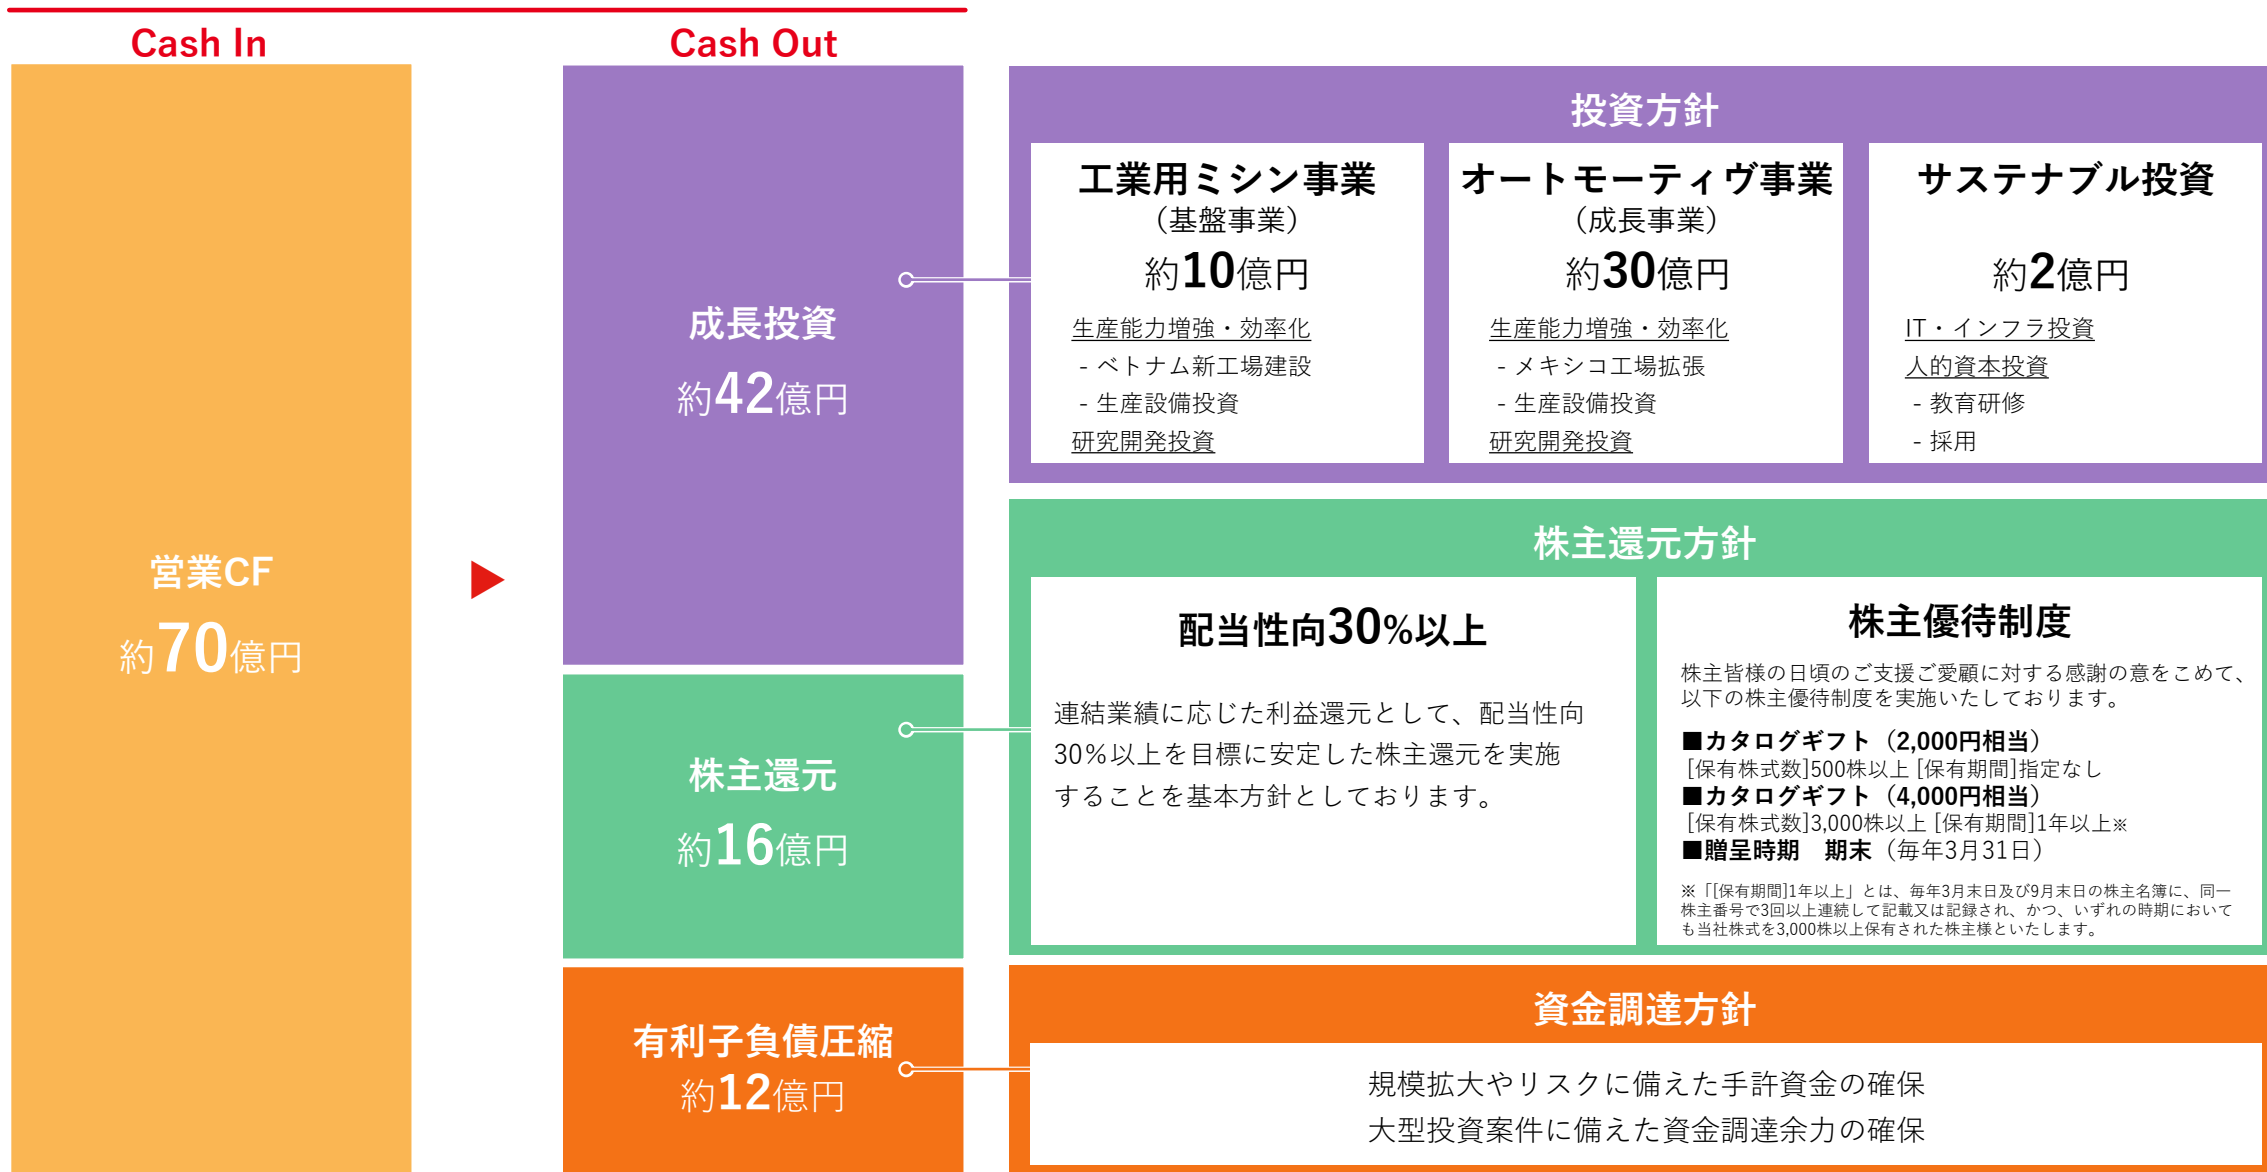 Cash In
Cash Out
営業CF
約70億円
成長投資
約42億円
株主還元
約16億円
有利子負債圧縮
約12億円
投資方針
工業用ミシン事業
（基盤事業）
約10億円
生産能力増強・効率化
- ベトナム新工場建設
- 生産設備投資
研究開発投資
オートモーティヴ事業
（成長事業）
約30億円
生産能力増強・効率化
- メキシコ工場拡張
- 生産設備投資
研究開発投資
サステナブル投資
約2億円
IT・インフラ投資
人的資本投資
- 教育研修
- 採用
株主還元方針
配当性向30%以上
連結業績に応じた利益還元として、配当性向
30%以上を目標に安定した株主還元を実施
することを基本方針としております。
株主優待制度
株主皆様の日頃のご支援ご愛顧に対する感謝の意をこめて、
以下の株主優待制度を実施いたしております。
■カタログギフト（2,000円相当）
[保有株式数]500株以上 [保有期間]指定なし
■カタログギフト（4,000円相当）
[保有株式数]3,000株以上 [保有期間]1年以上※
■贈呈時期　期末（毎年3月31日）
※「[保有期間]1年以上」とは、毎年3月末日及び9月末日の株主名簿に、同一
株主番号で3回以上連続して記載又は記録され、かつ、いずれの時期において
も当社株式を3,000株以上保有された株主様といたします。
資金調達方針
規模拡大やリスクに備えた手許資金の確保
大型投資案件に備えた資金調達余力の確保